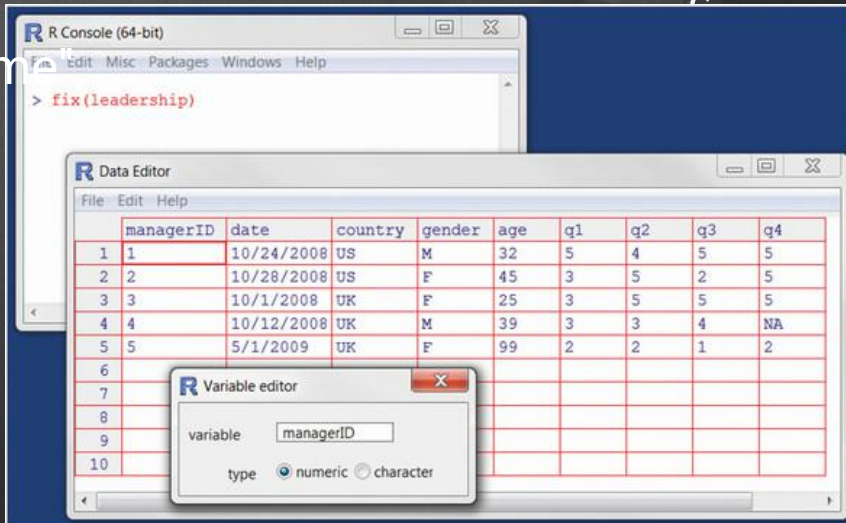 R Console (64-bit)
me"
File Edit Misc Packages Windows Help
> fix(leadership)
R Data Editor
File Edit Help
managerID date country gender age q1 q2 q3 q4
1 1 10/24/2008 US M 32 5 4 5 5
2 2 10/28/2008 US F 45 3 5 2 5
3 3 10/1/2008 UK F 25 3 5 5 5
4 4 10/12/2008 UK M 39 3 3 4 NA
5 5 5/1/2009 UK F 99 2 2 1 2
6
7
8
9
10
R Variable editor
variable managerID
type numeric character